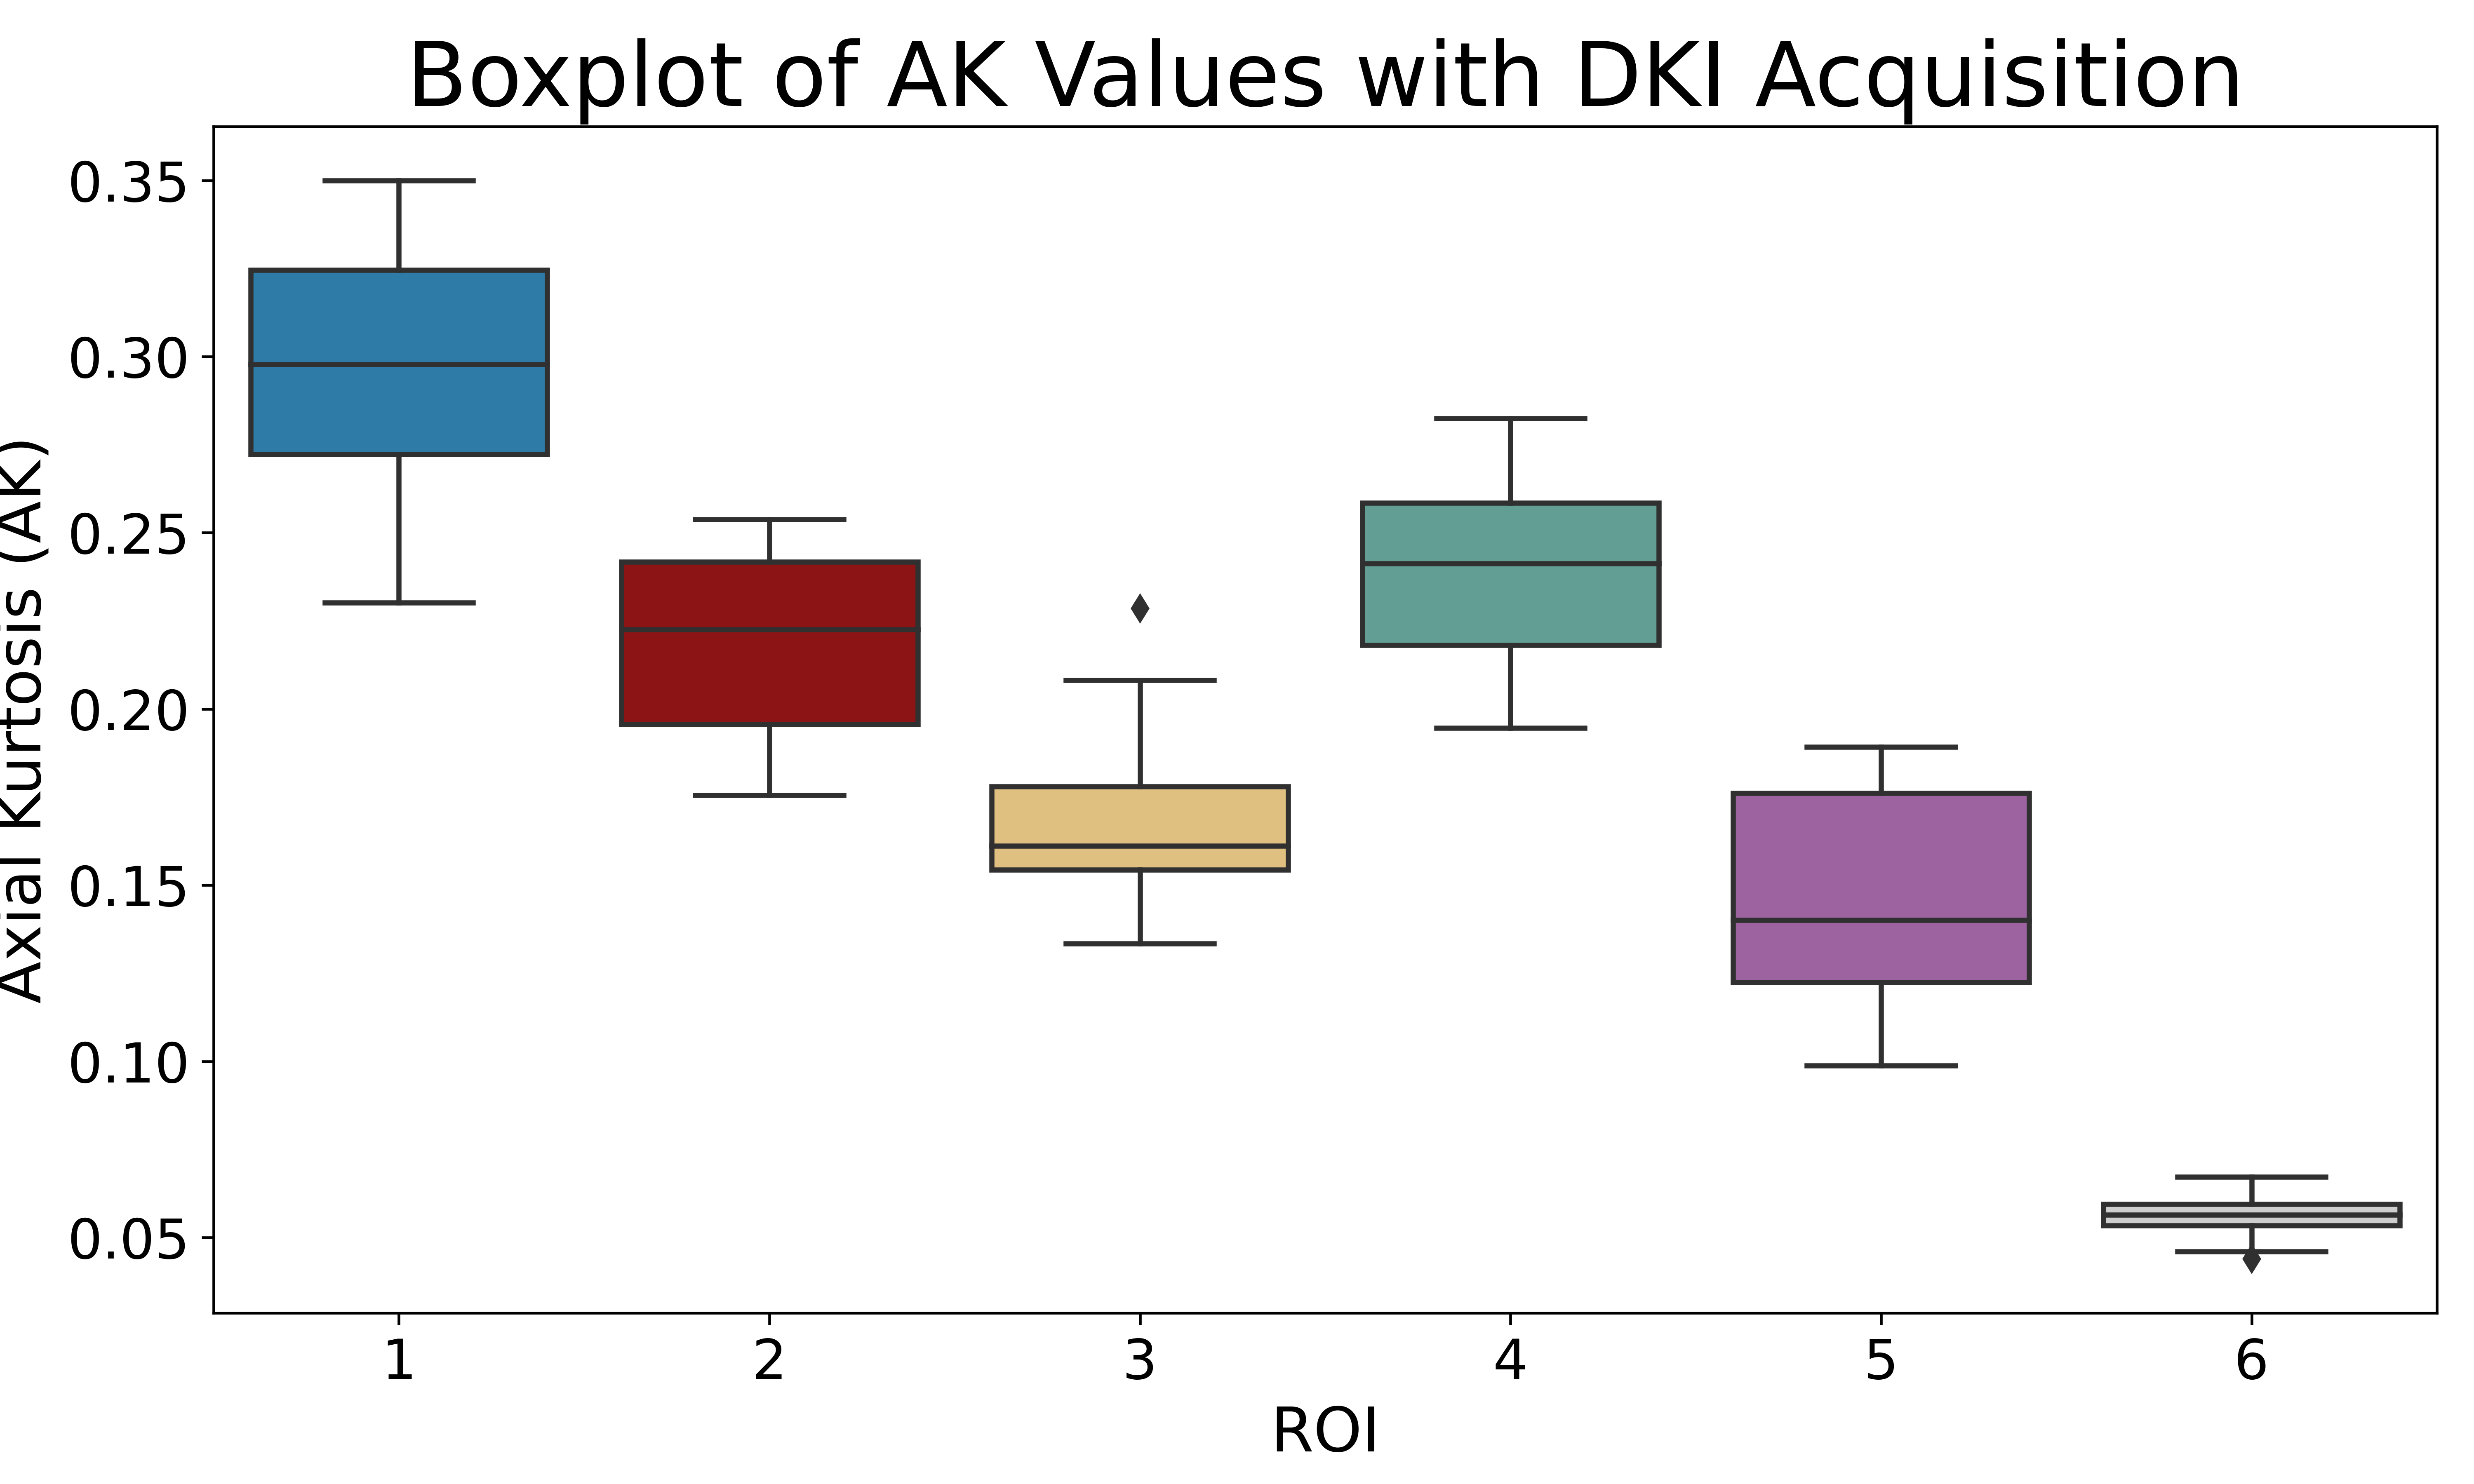 Boxplot of AK Values with DKI Acquisition
Axial Kurtosis (AK)
0.35
0.30
0.25
0.20
0.15
0.10
0.05
1 2 3 4 5 6
ROI